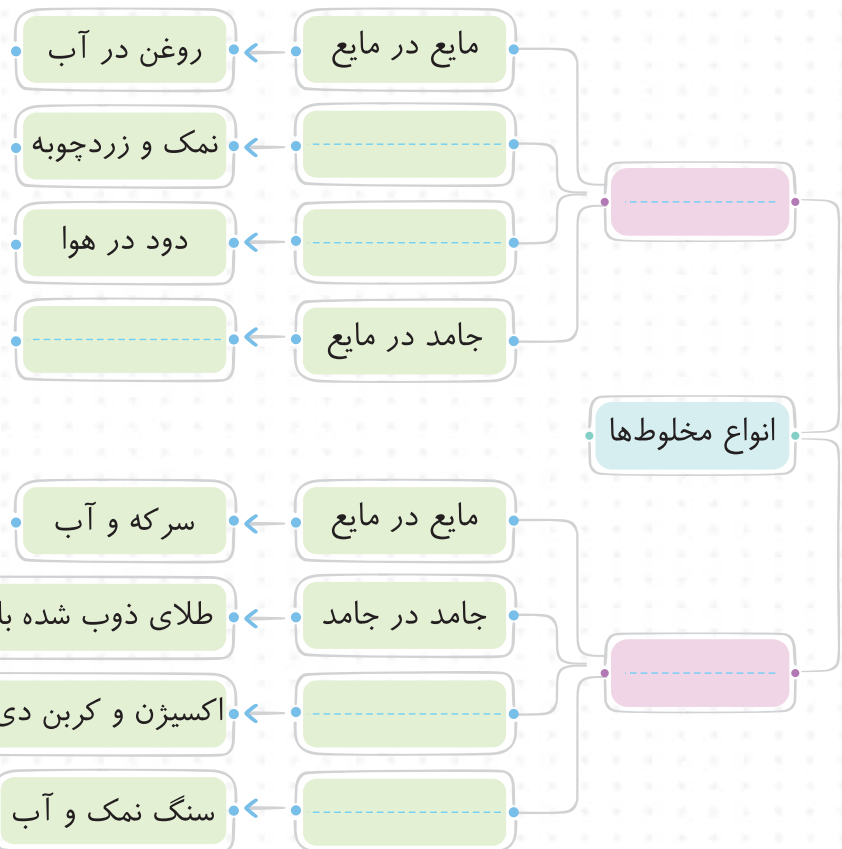 مایع در مایع
روغن در آب
نمک و زردچوبه
دود در هوا
جامد در مایع
انواع مخلوط‌ها
مایع در مایع
سرکه و آب
جامد در جامد
طلای ذوب شده با
اکسیژن و کربن دی
سنگ نمک و آب